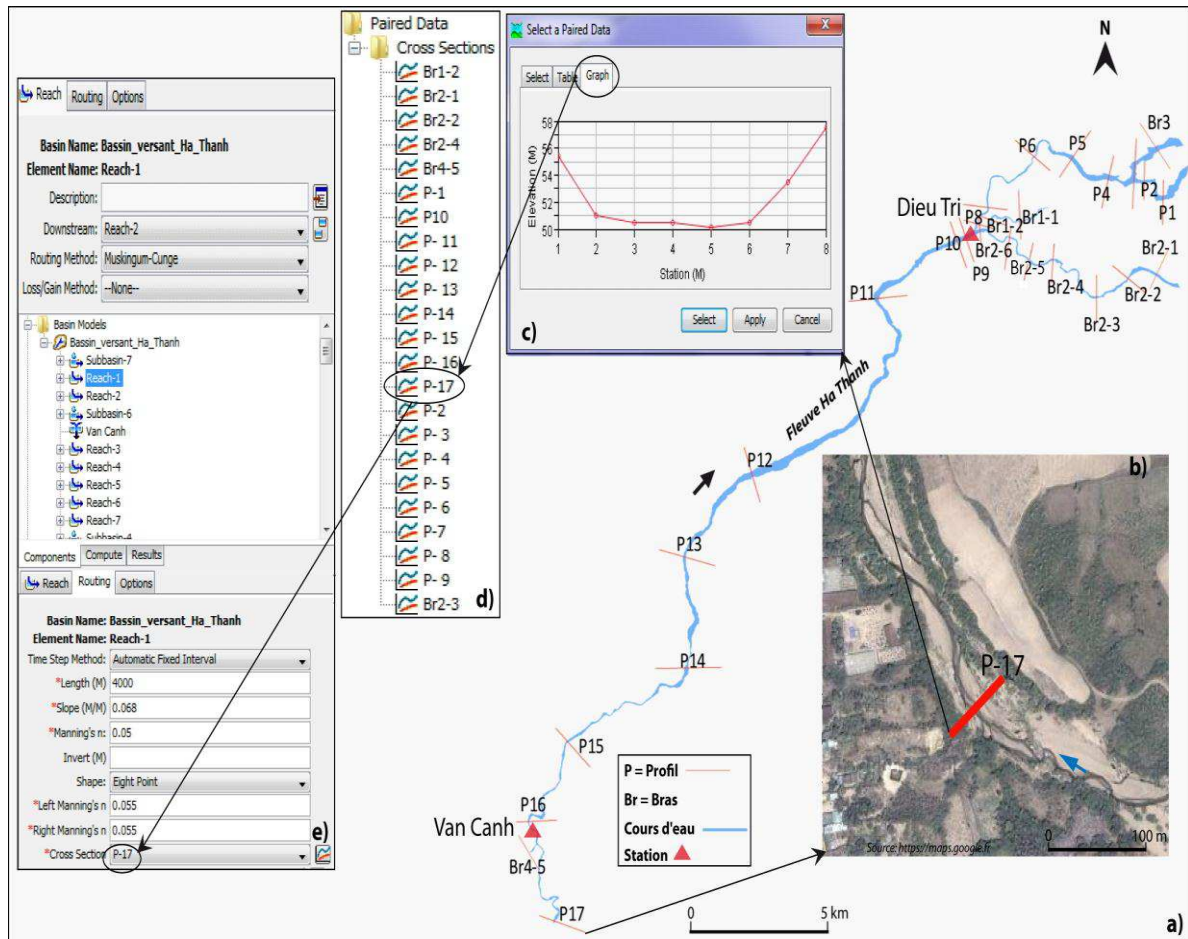 Reach Routing Options
Basin Name: Bassin_versant_Ha_Thanh
Element Name: Reach-1
Description:
Downstream: Reach-2
Routing Method: Muskingum-Cunge
Loss/Gain Method: --None--
Basin Models
Bassin_versant_Ha_Thanh
Subbasin-7
Reach-1
Reach-2
Subbasin-6
Van Canh
Reach-3
Reach-4
Reach-5
Reach-6
Reach-7
Subbasin-4
Components Compute Results
Reach Routing Options
Basin Name: Bassin_versant_Ha_Thanh
Element Name: Reach-1
Time Step Method: Automatic Fixed Interval
*Length (M) 4000
*Slope (M/M) 0.068
*Manning's n: 0.05
Invert (M)
Shape: Eight Point
*Left Manning's n 0.055
*Right Manning's n 0.055
*Cross Section P-17
e)
Paired Data
Cross Sections
Br1-2
Br2-1
Br2-2
Br2-4
Br4-5
P-1
P10
P- 11
P- 12
P- 13
P-14
P- 15
P- 16
P-17
P-2
P- 3
P- 4
P- 5
P- 6
P-7
P- 8
P- 9
Br2-3
d)
Select a Paired Data
X
Select Table Graph
Elevation (M)
58
56
54
52
51
50
1 2 3 4 5 6 7 8
Station (M)
Select Apply Cancel
c)
N
Br3
P6
P5
P4
P2
P1
Dieu Tri
P8
Br1-1
Br1-2
P10
Br2-6
P9
Br2-5
Br2-4
Br2-1
Br2-2
Br2-3
P11
Fleuve Ha Thanh
P12
P13
P14
P15
P16
Van Canh
Br4-5
P17
P = Profil
Br = Bras
Cours d'eau
Station
0 5 km
b)
P-17
0 100 m
Source: https://maps.google.fr
a)